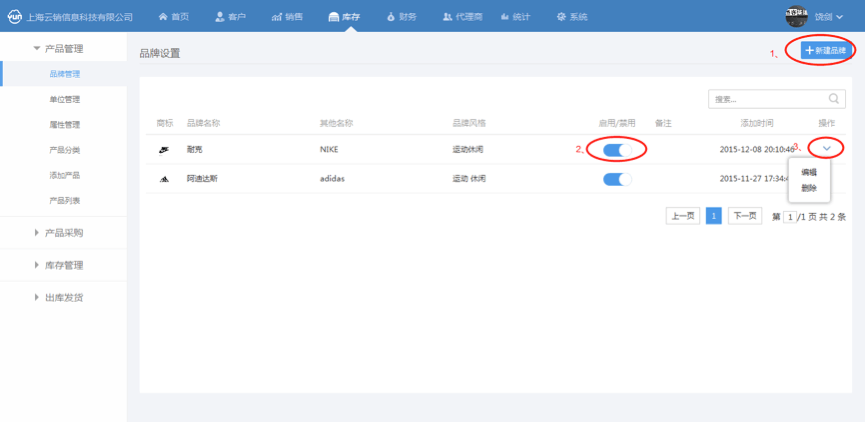 yun 上海云销信息科技有限公司 首页 客户 销售 库存 财务 代理商 统计 系统 饶剑
产品管理
品牌管理
单位管理
属性管理
产品分类
添加产品
产品列表
产品采购
库存管理
出库发货
品牌设置
1、
+新建品牌
搜索...
商标 品牌名称 其他名称 品牌风格 启用/禁用 备注 添加时间 操作
耐克 NIKE 运动休闲 2、 2015-12-08 20:10:46 3、
阿迪达斯 adidas 运动 休闲 2015-11-27 17:34:4
编辑
删除
上一页 1 下一页 第 1 /1 页 共 2 条